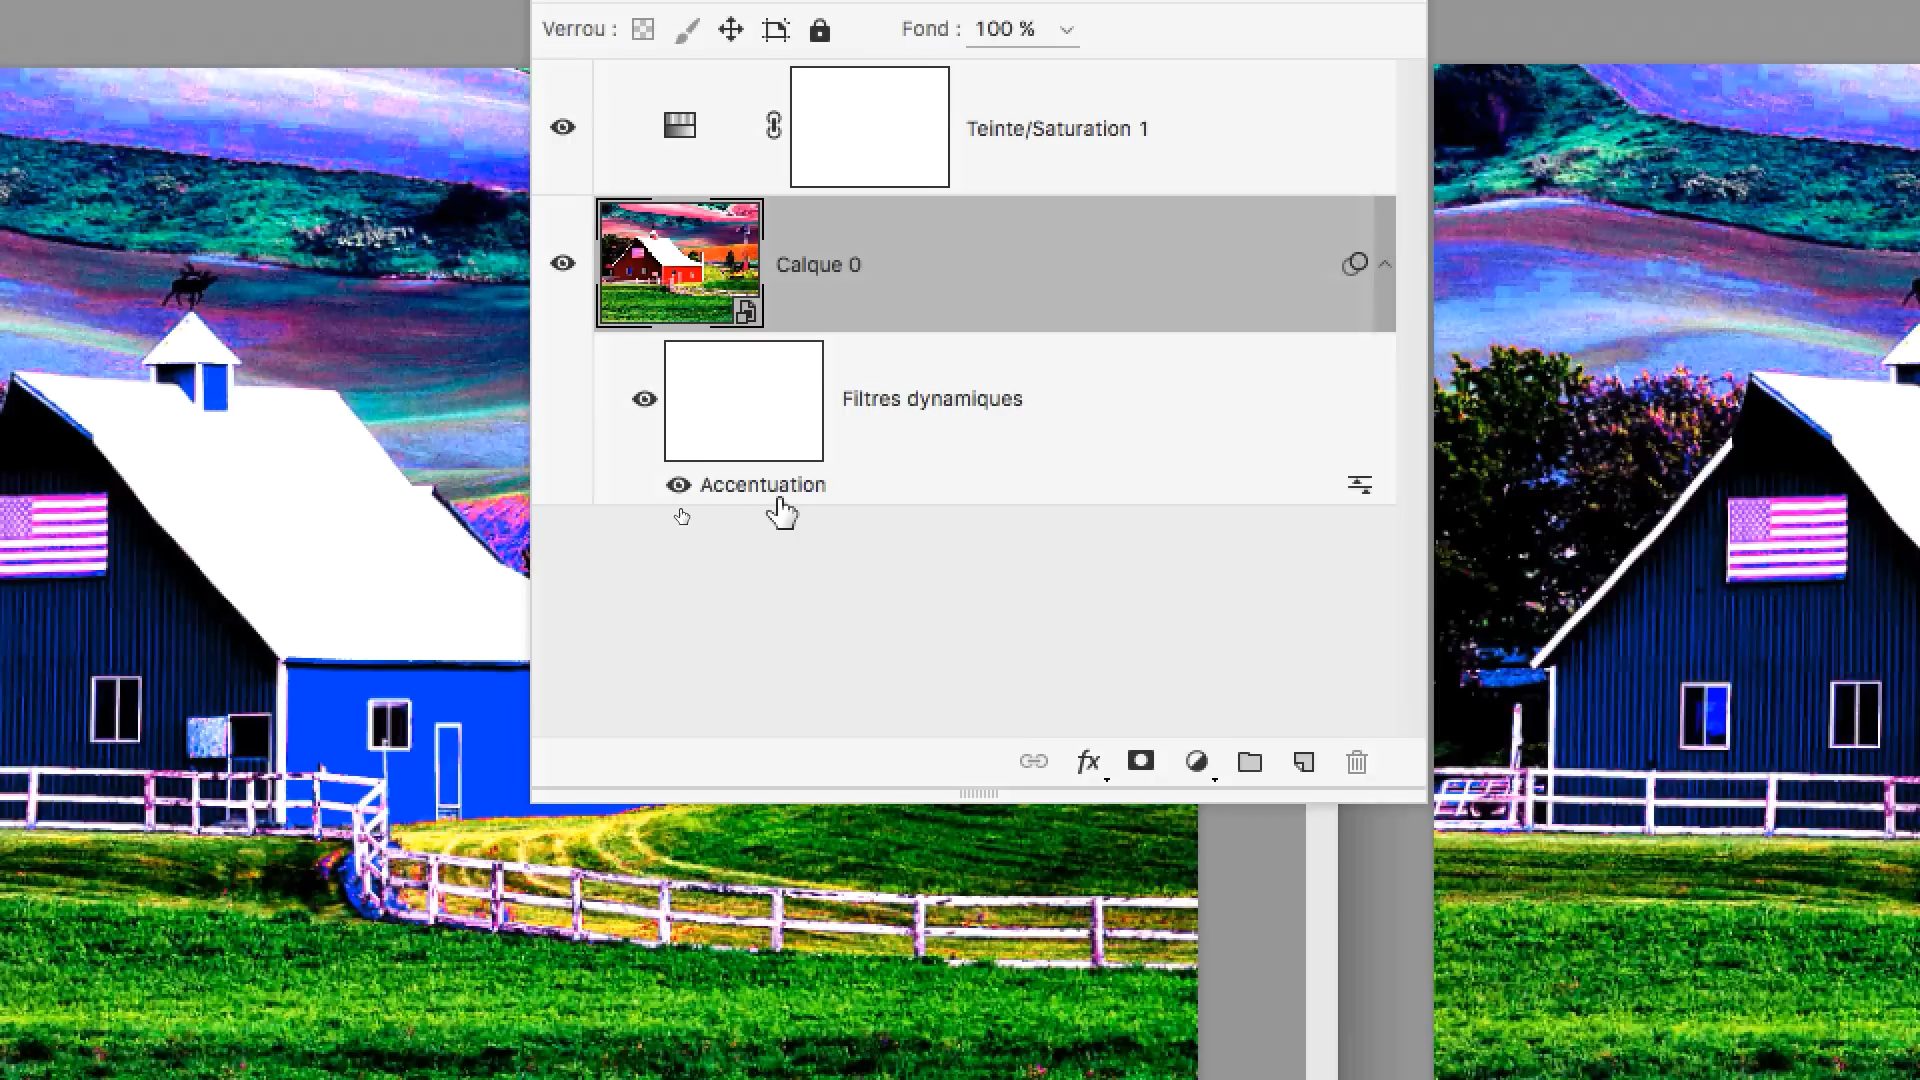 Verrou : Fond : 100 %
Teinte/Saturation 1
Calque 0
Filtres dynamiques
Accentuation
fx